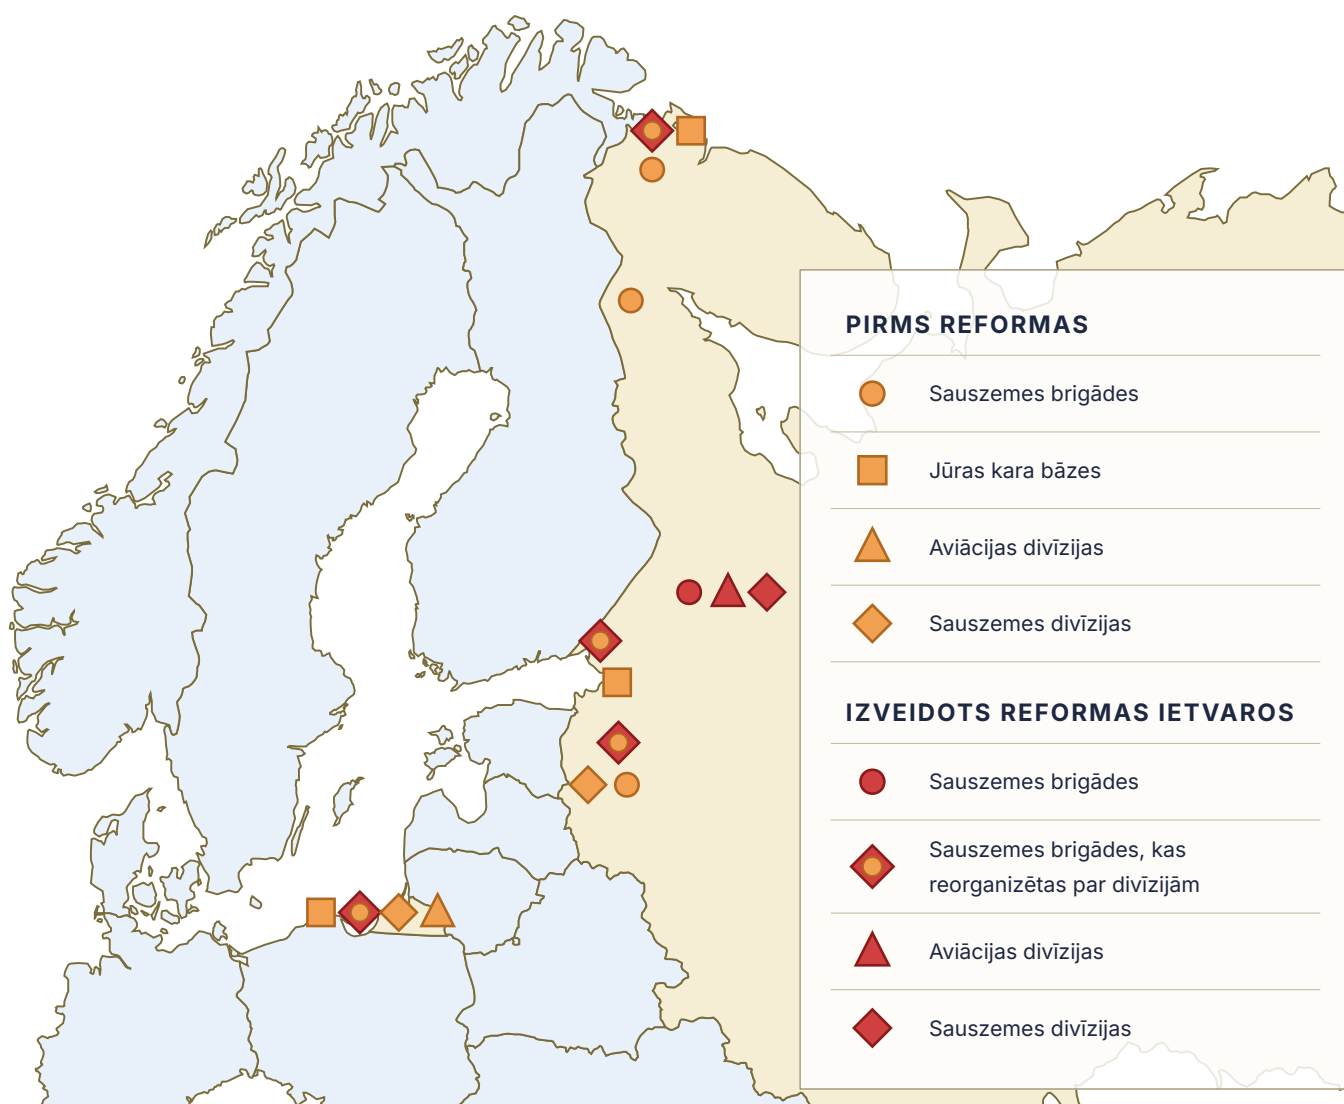 PIRMS REFORMAS
Sauszemes brigādes
Jūras kara bāzes
Aviācijas divīzijas
Sauszemes divīzijas
IZVEIDOTS REFORMAS IETVAROS
Sauszemes brigādes
Sauszemes brigādes, kas
reorganizētas par divīzijām
Aviācijas divīzijas
Sauszemes divīzijas